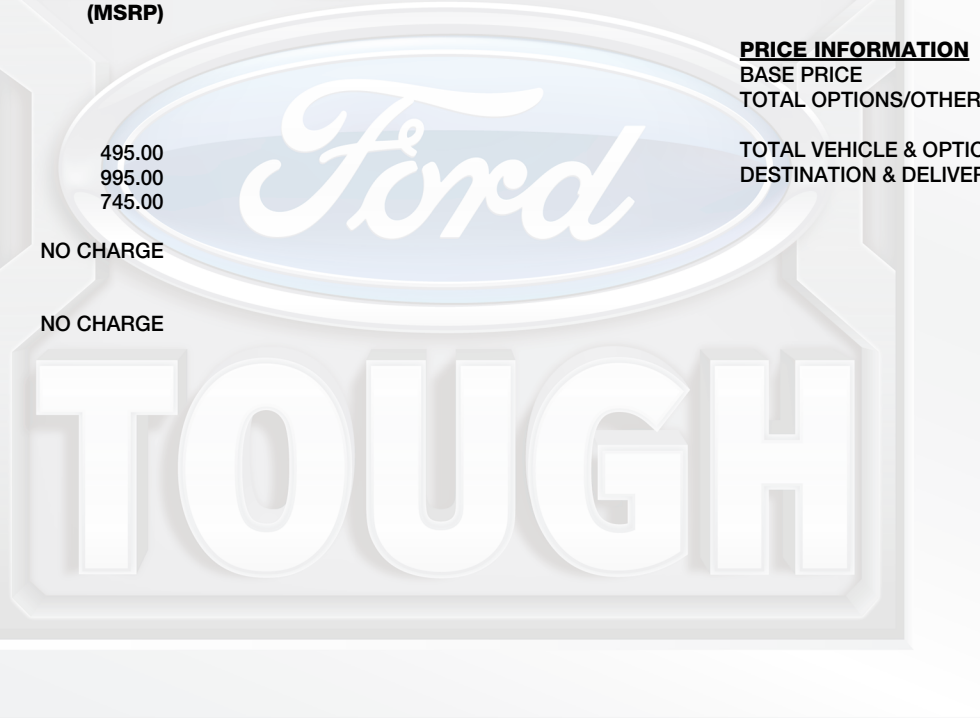 (MSRP)
495.00
995.00
745.00
NO CHARGE
NO CHARGE
PRICE INFORMATION
BASE PRICE
TOTAL OPTIONS/OTHER
TOTAL VEHICLE & OPTIO
DESTINATION & DELIVER
Ford
TOUGH